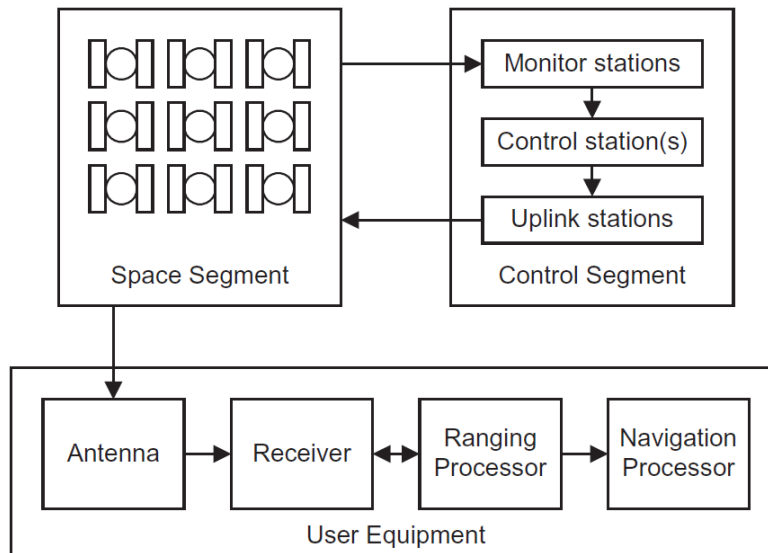 Monitor stations
Control station(s)
Uplink stations
Space Segment
Control Segment
Antenna
Receiver
Ranging
Processor
Navigation
Processor
User Equipment